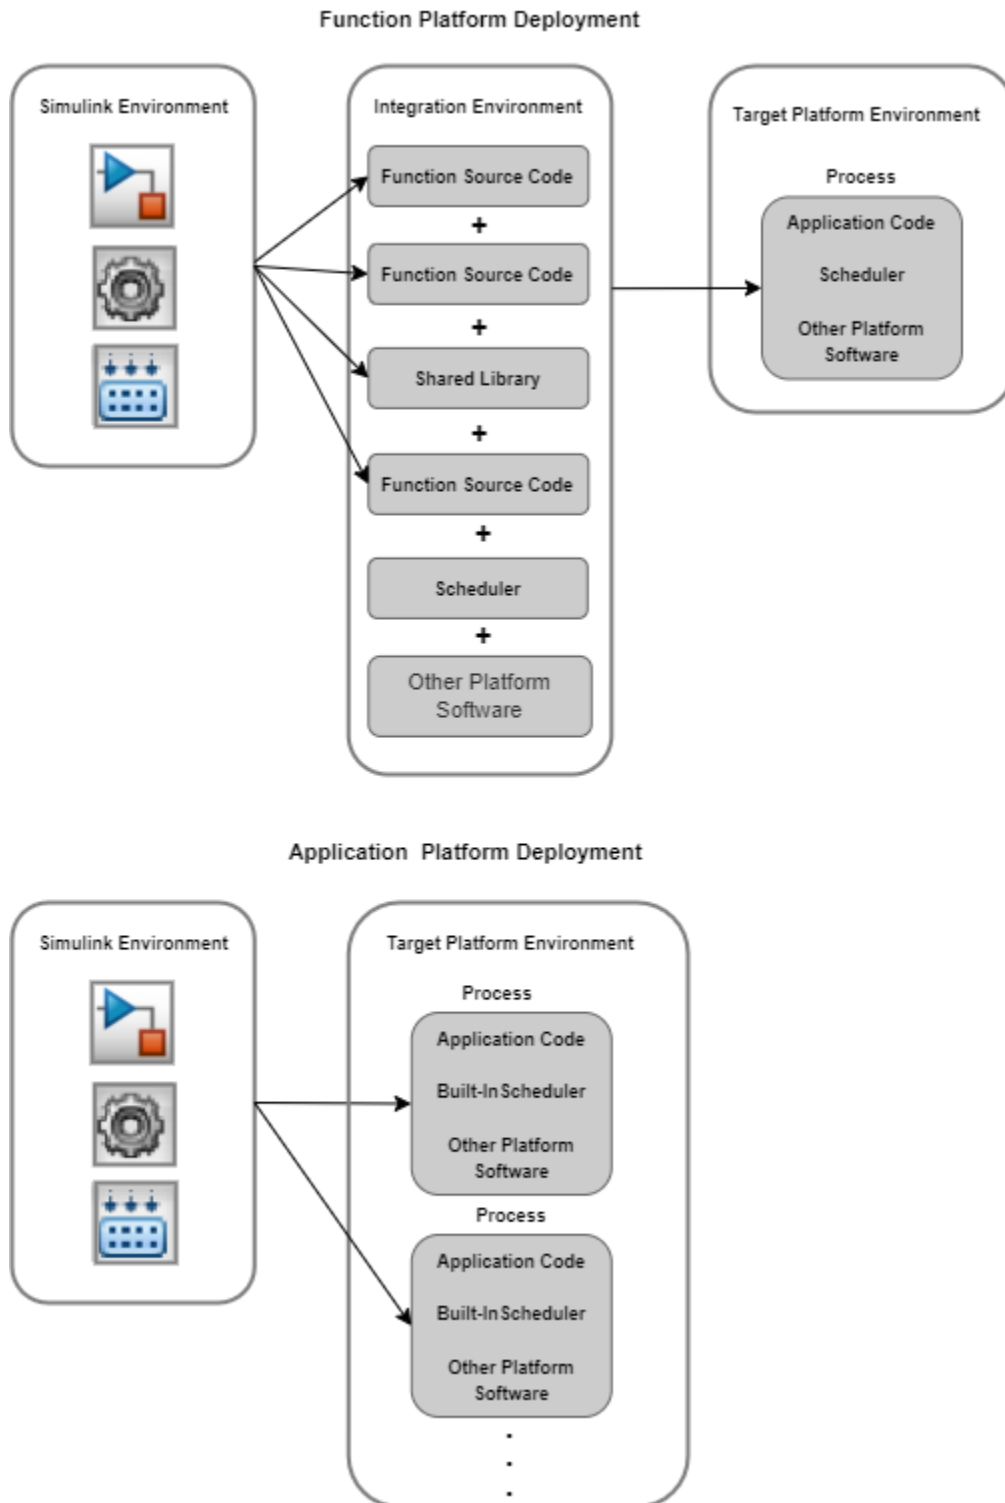 Function Platform Deployment
Simulink Environment
Integration Environment
Function Source Code
+
Function Source Code
+
Shared Library
+
Function Source Code
+
Scheduler
+
Other Platform
Software
Target Platform Environment
Process
Application Code
Scheduler
Other Platform
Software
Application Platform Deployment
Simulink Environment
Target Platform Environment
Process
Application Code
Built-In Scheduler
Other Platform
Software
Process
Application Code
Built-In Scheduler
Other Platform
Software
.
.
.